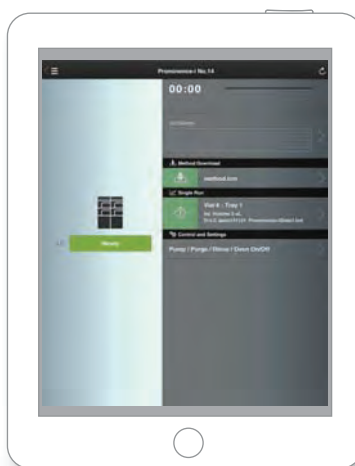 Prominence-i No.14
00:00
Method Download
method.lcm
Single Run
Vial # - Tray 1
Control and Settings
Pump / Purge / Rinse / Oven On/Off
LC
Ready